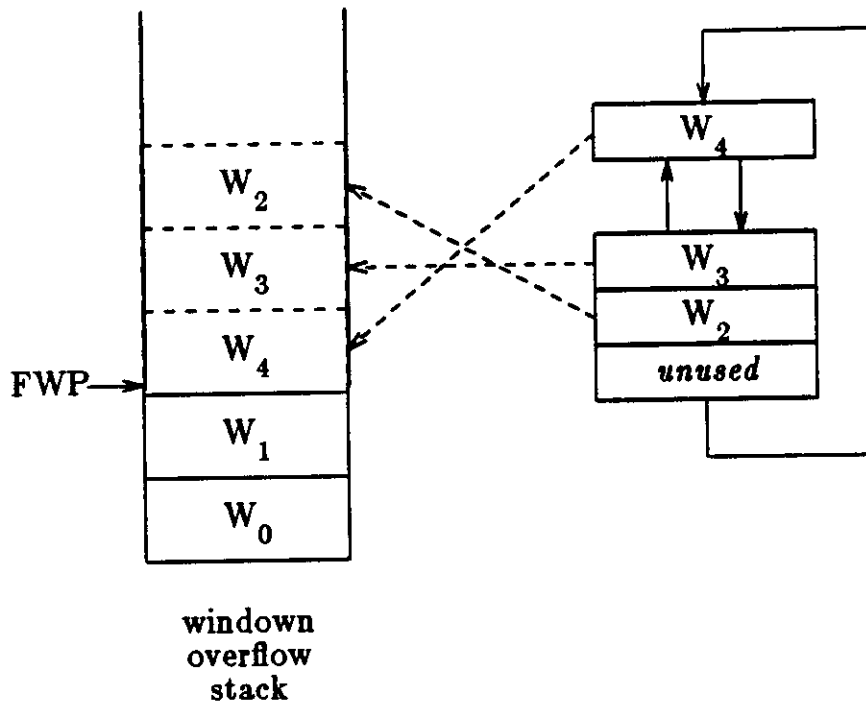 W₄
W₂
W₃
W₃
W₂
W₄
unused
FWP
W₁
W₀
windown
overflow
stack